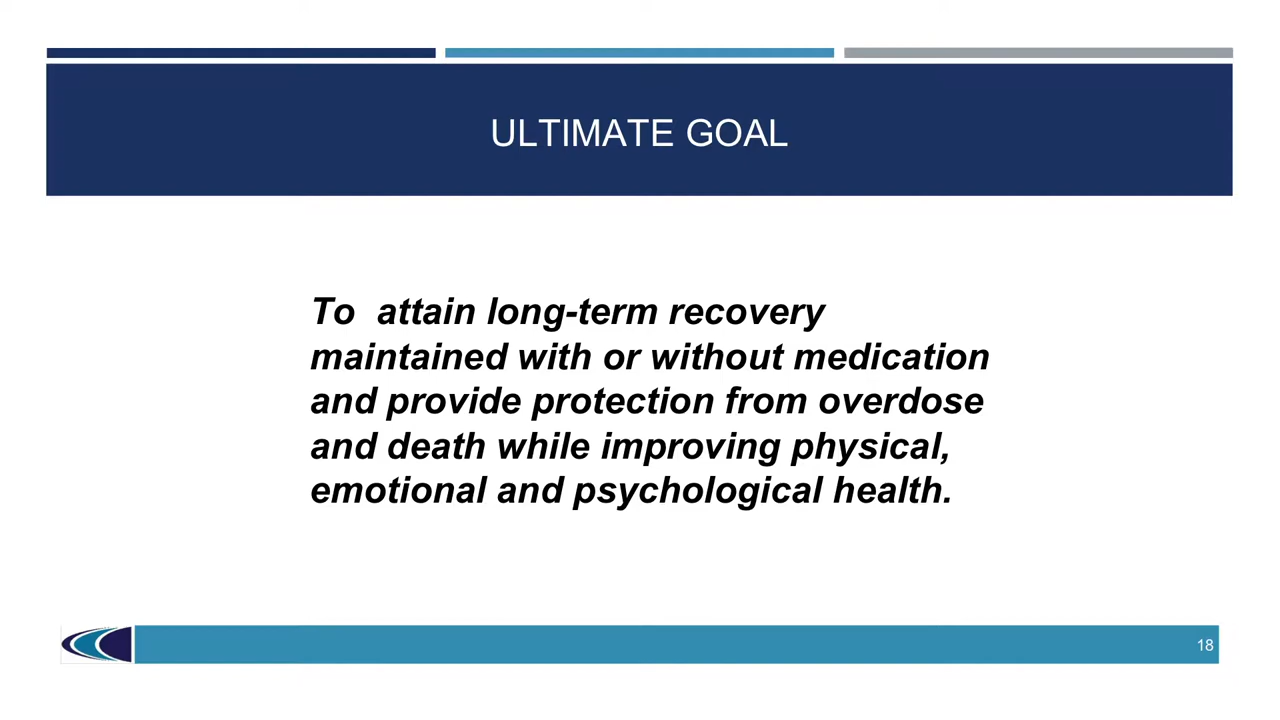 ULTIMATE GOAL
To  attain long-term recovery
maintained with or without medication
and provide protection from overdose
and death while improving physical,
emotional and psychological health.
18